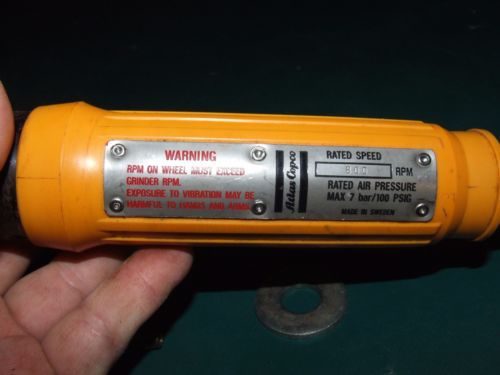 WARNING
RPM ON WHEEL MUST EXCEED
GRINDER RPM.
EXPOSURE TO VIBRATION MAY BE
HARMFUL TO HANDS AND ARMS
Atlas Copco
RATED SPEED
RPM
RATED AIR PRESSURE
MAX 7 bar/100 PSIG
MADE IN SWEDEN